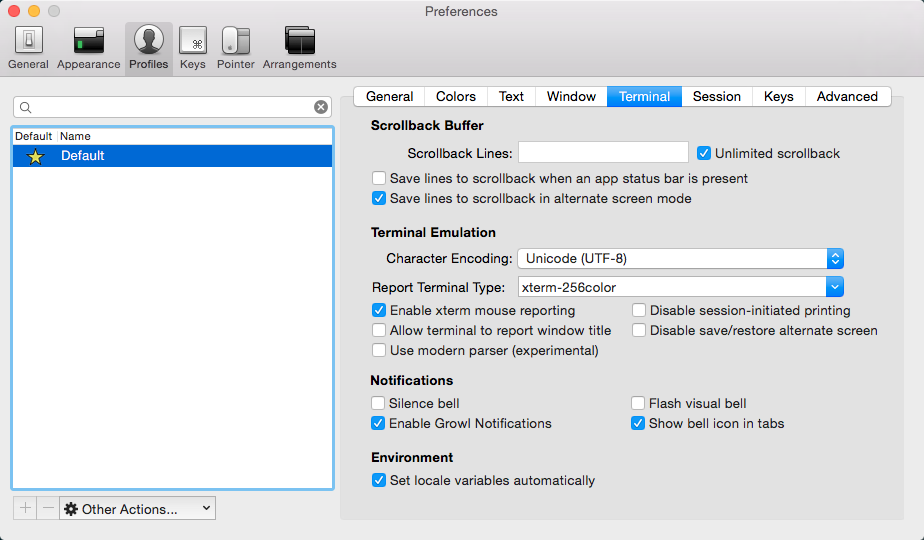 Preferences
General Appearance Profiles Keys Pointer Arrangements
General Colors Text Window Terminal Session Keys Advanced
Default Name
Default
Other Actions...
Scrollback Buffer
Scrollback Lines: Unlimited scrollback
Save lines to scrollback when an app status bar is present
Save lines to scrollback in alternate screen mode
Terminal Emulation
Character Encoding: Unicode (UTF-8)
Report Terminal Type: xterm-256color
Enable xterm mouse reporting Disable session-initiated printing
Allow terminal to report window title Disable save/restore alternate screen
Use modern parser (experimental)
Notifications
Silence bell Flash visual bell
Enable Growl Notifications Show bell icon in tabs
Environment
Set locale variables automatically